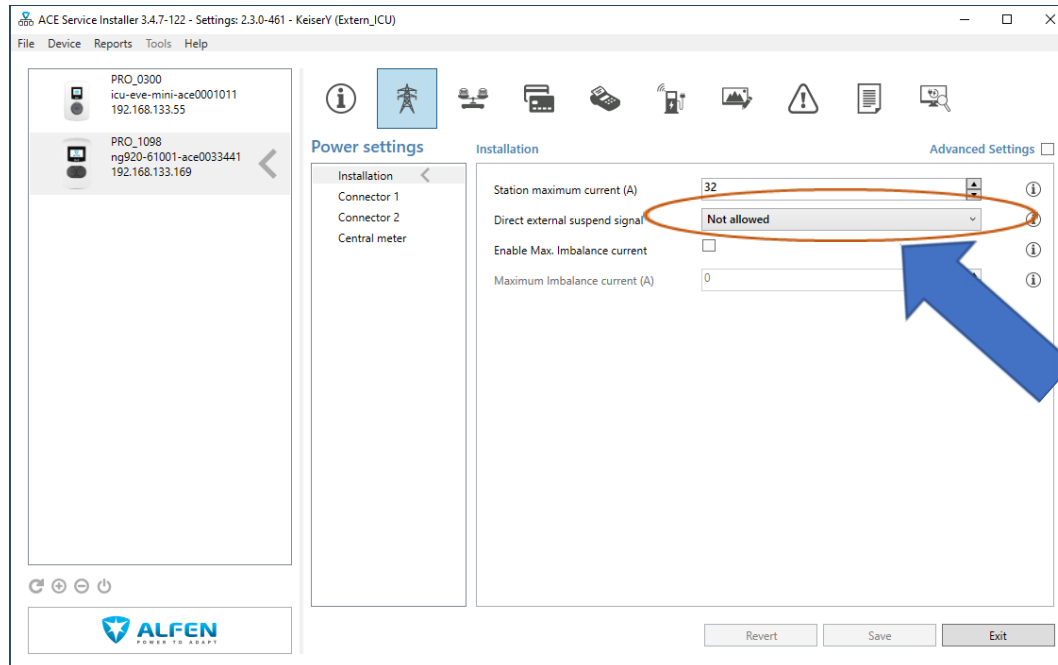 ACE Service Installer 3.4.7-122 - Settings: 2.3.0-461 - KeiserY (Extern_ICU)
File Device Reports Tools Help
PRO_0300
icu-eve-mini-ace0001011
192.168.133.55
PRO_1098
ng920-61001-ace0033441
192.168.133.169
Power settings
Installation
Connector 1
Connector 2
Central meter
Installation
Advanced Settings
Station maximum current (A)
32
Direct external suspend signal
Not allowed
Enable Max. Imbalance current
Maximum Imbalance current (A)
0
ALFEN
POWER TO ADAPT
Revert
Save
Exit